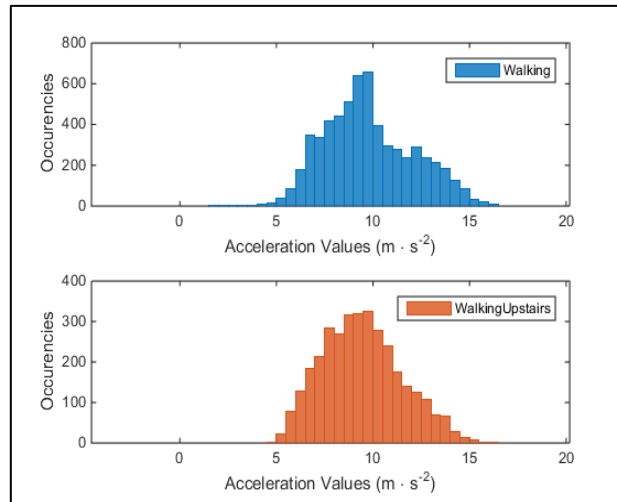 800
600
400
200
0
Occurencies
Walking
0 5 10 15 20
Acceleration Values (m · s-2)
400
300
200
100
0
Occurencies
WalkingUpstairs
0 5 10 15 20
Acceleration Values (m · s-2)